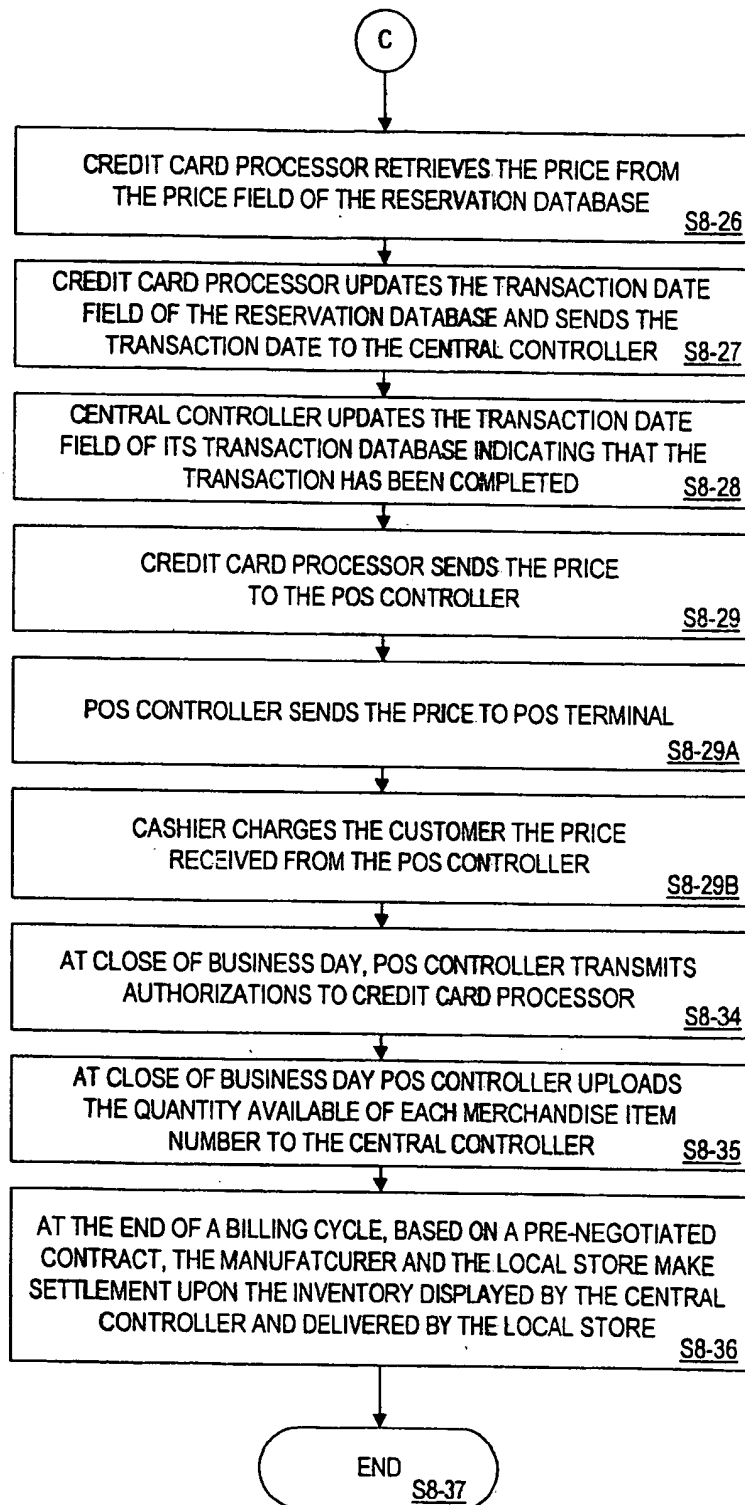 C
CREDIT CARD PROCESSOR RETRIEVES THE PRICE FROM
THE PRICE FIELD OF THE RESERVATION DATABASE
S8-26
CREDIT CARD PROCESSOR UPDATES THE TRANSACTION DATE
FIELD OF THE RESERVATION DATABASE AND SENDS THE
TRANSACTION DATE TO THE CENTRAL CONTROLLER S8-27
CENTRAL CONTROLLER UPDATES THE TRANSACTION DATE
FIELD OF ITS TRANSACTION DATABASE INDICATING THAT THE
TRANSACTION HAS BEEN COMPLETED S8-28
CREDIT CARD PROCESSOR SENDS THE PRICE
TO THE POS CONTROLLER
S8-29
POS CONTROLLER SENDS THE PRICE TO POS TERMINAL
S8-29A
CASHIER CHARGES THE CUSTOMER THE PRICE
RECEIVED FROM THE POS CONTROLLER
S8-29B
AT CLOSE OF BUSINESS DAY, POS CONTROLLER TRANSMITS
AUTHORIZATIONS TO CREDIT CARD PROCESSOR
S8-34
AT CLOSE OF BUSINESS DAY POS CONTROLLER UPLOADS
THE QUANTITY AVAILABLE OF EACH MERCHANDISE ITEM
NUMBER TO THE CENTRAL CONTROLLER S8-35
AT THE END OF A BILLING CYCLE, BASED ON A PRE-NEGOTIATED
CONTRACT, THE MANUFATCURER AND THE LOCAL STORE MAKE
SETTLEMENT UPON THE INVENTORY DISPLAYED BY THE CENTRAL
CONTROLLER AND DELIVERED BY THE LOCAL STORE
S8-36
END
S8-37